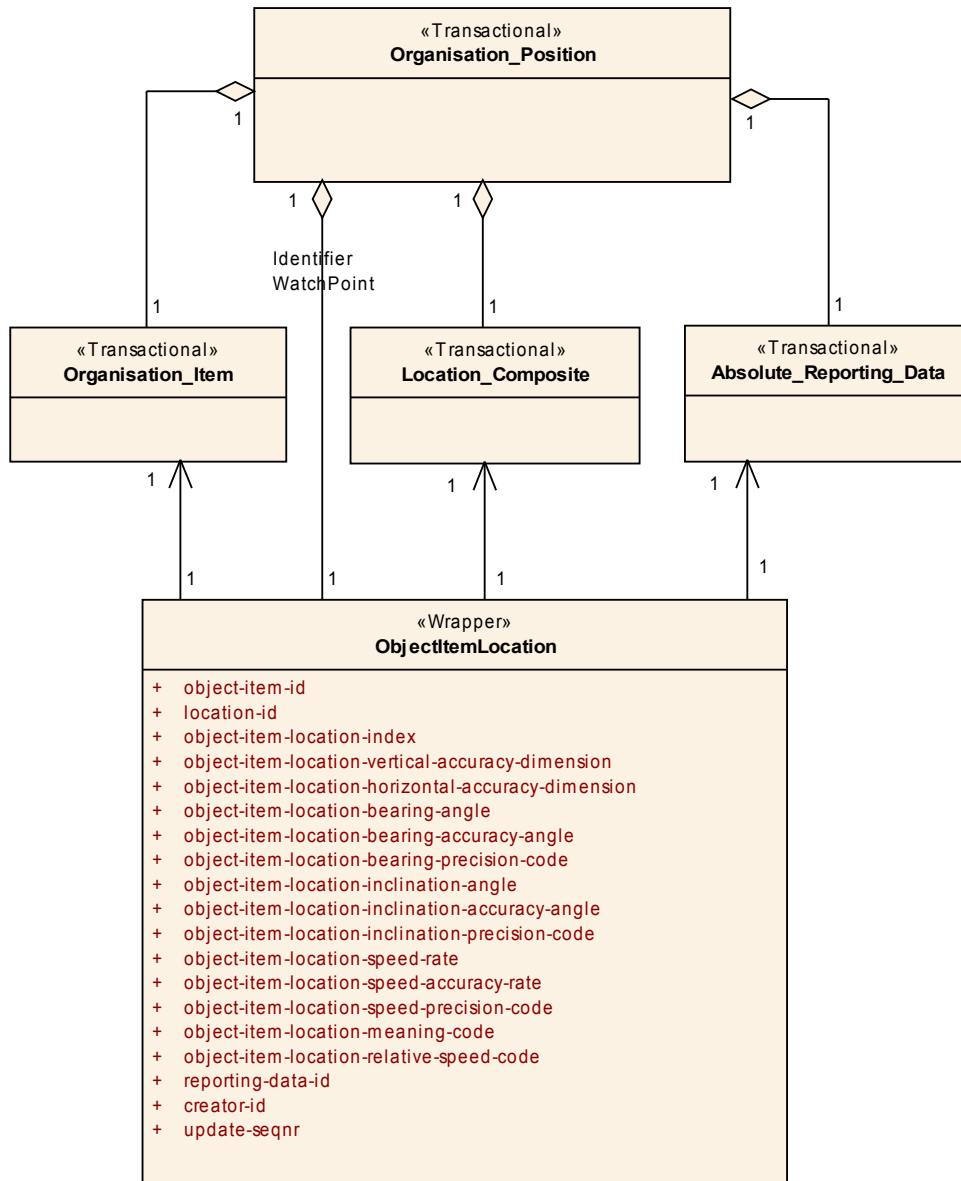 «Transactional»
Organisation_Position
1
1
1
1
Identifier
WatchPoint
1
1
1
«Transactional»
Organisation_Item
«Transactional»
Location_Composite
«Transactional»
Absolute_Reporting_Data
1
1
1
1
1
1
1
«Wrapper»
ObjectItemLocation
+ object-item-id
+ location-id
+ object-item-location-index
+ object-item-location-vertical-accuracy-dimension
+ object-item-location-horizontal-accuracy-dimension
+ object-item-location-bearing-angle
+ object-item-location-bearing-accuracy-angle
+ object-item-location-bearing-precision-code
+ object-item-location-inclination-angle
+ object-item-location-inclination-accuracy-angle
+ object-item-location-inclination-precision-code
+ object-item-location-speed-rate
+ object-item-location-speed-accuracy-rate
+ object-item-location-speed-precision-code
+ object-item-location-meaning-code
+ object-item-location-relative-speed-code
+ reporting-data-id
+ creator-id
+ update-seqnr